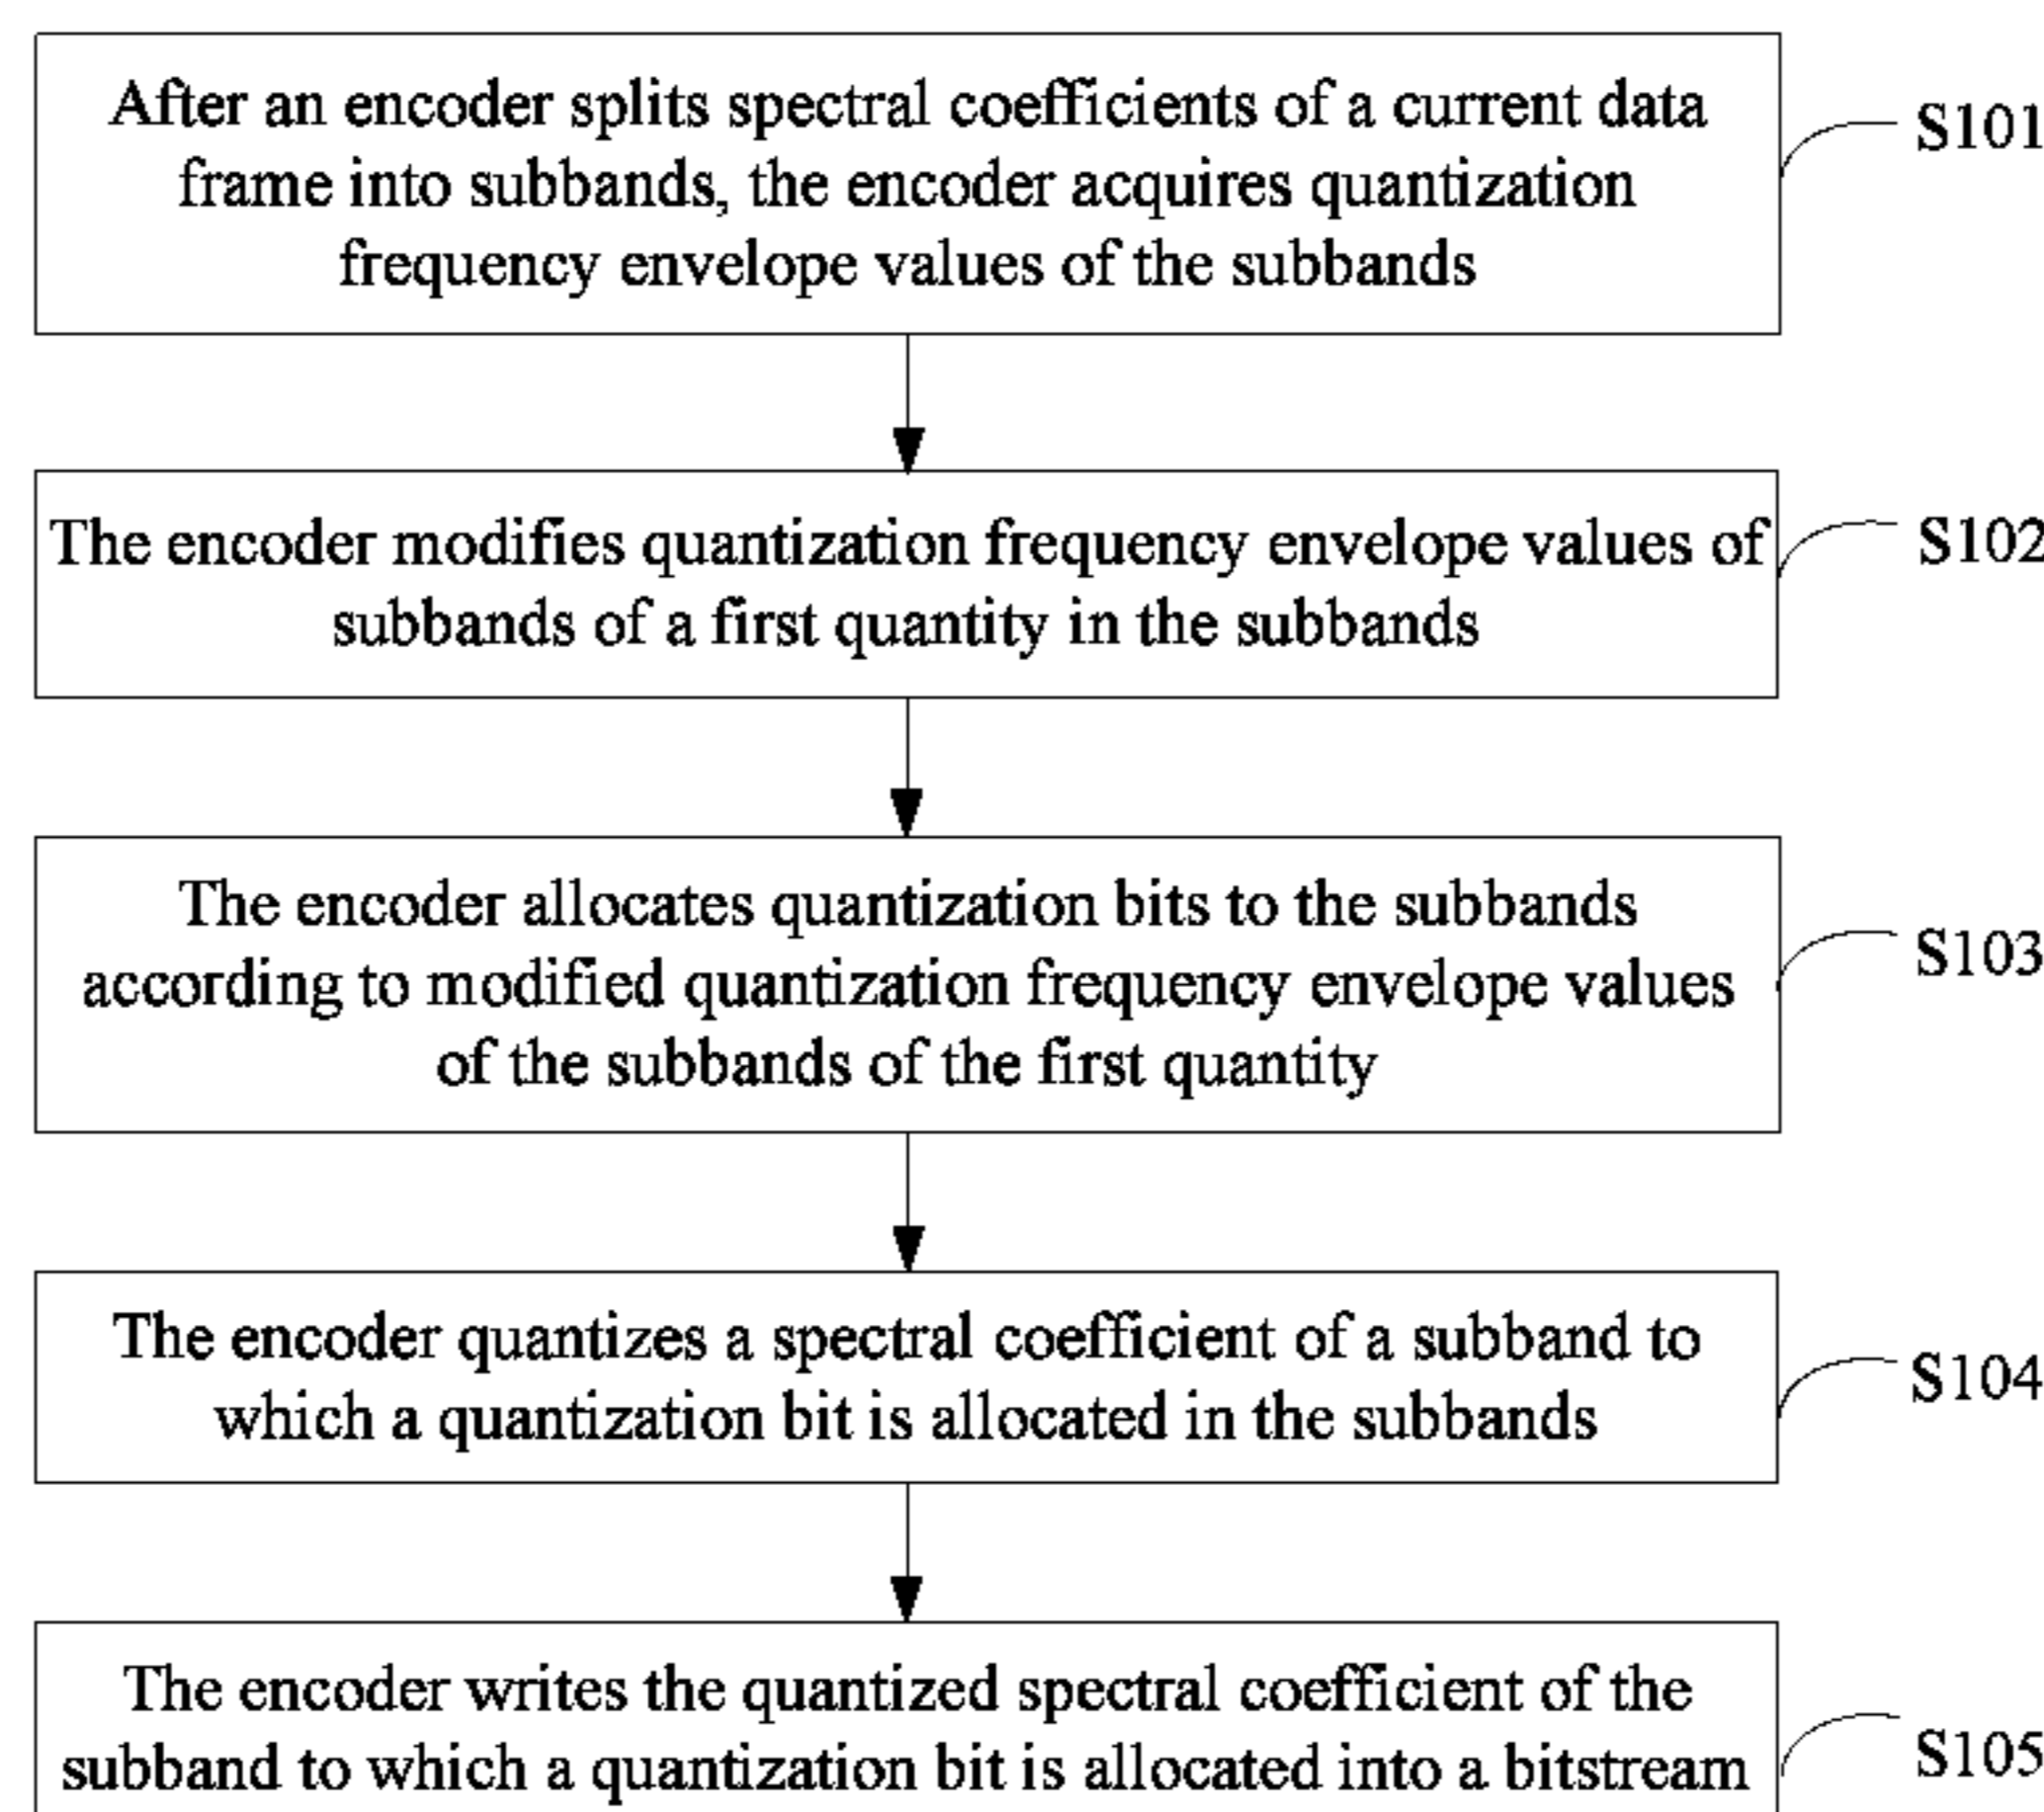 After an encoder splits spectral coefficients of a current data
frame into subbands, the encoder acquires quantization
frequency envelope values of the subbands
S101
The encoder modifies quantization frequency envelope values of
subbands of a first quantity in the subbands
S102
The encoder allocates quantization bits to the subbands
according to modified quantization frequency envelope values
of the subbands of the first quantity
S103
The encoder quantizes a spectral coefficient of a subband to
which a quantization bit is allocated in the subbands
S104
The encoder writes the quantized spectral coefficient of the
subband to which a quantization bit is allocated into a bitstream
S105